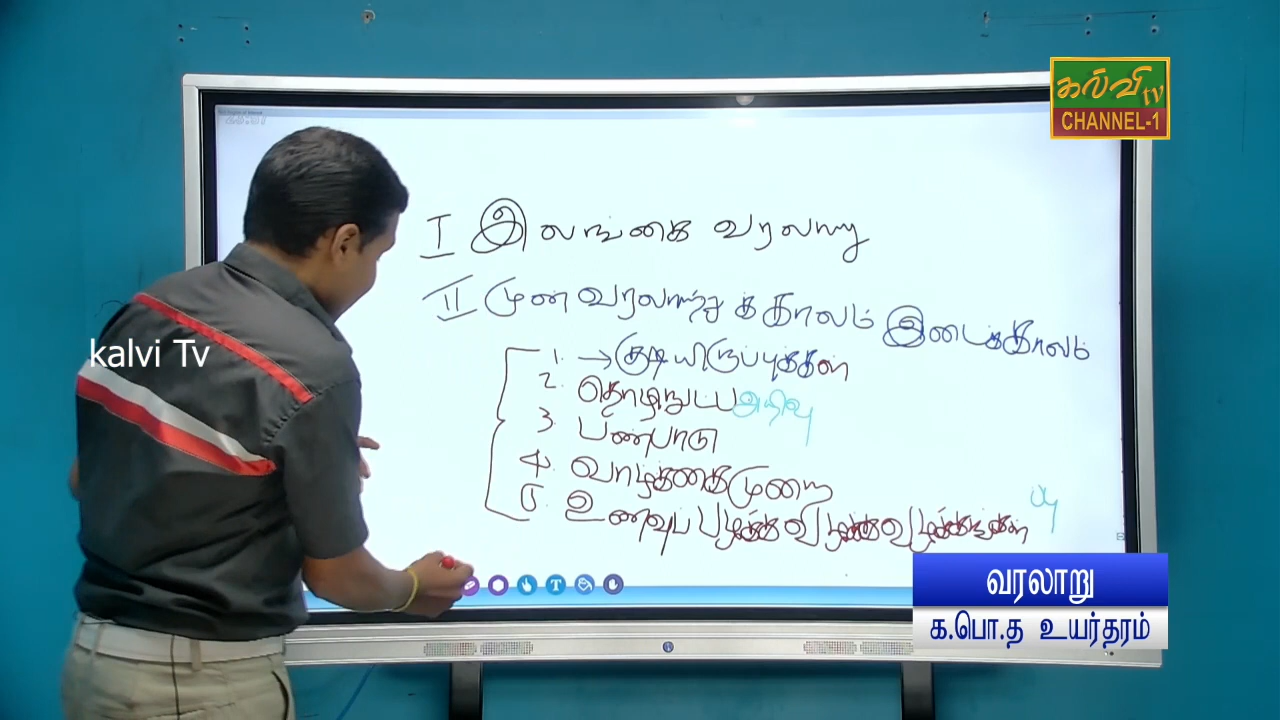 கல்வி tv
CHANNEL-1
I இலங்கை வரலாறு
II முன வரலாற்றுக் காலம் இடைக்காலம்
1. → குடியிருப்புக்கள்
2. தொழிநுட்ப அறிவு
3 பண்பாடு
4. வாழ்க்கைமுறை
5. உணவுப் பழக்க வழக்கங்கள்
kalvi Tv
வரலாறு
க.பொ.த உயர்தரம்